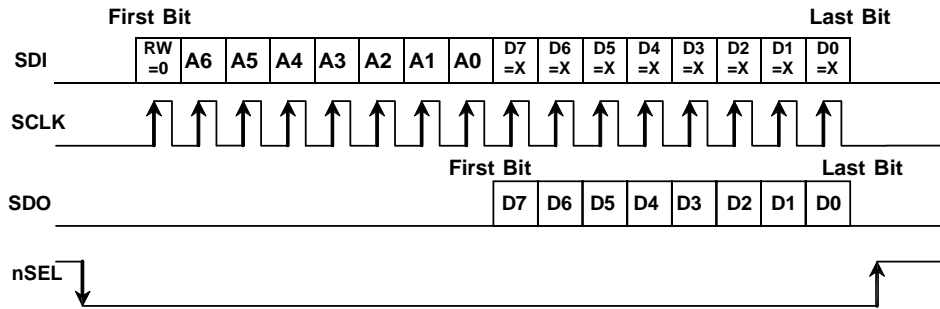 First Bit Last Bit
SDI RW =0 A6 A5 A4 A3 A2 A1 A0 D7 =X D6 =X D5 =X D4 =X D3 =X D2 =X D1 =X D0 =X
SCLK
First Bit Last Bit
SDO D7 D6 D5 D4 D3 D2 D1 D0
nSEL